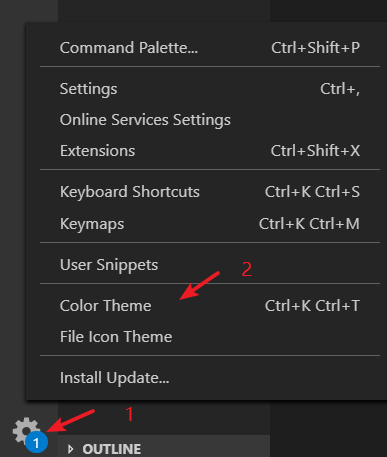 Command Palette... Ctrl+Shift+P
Settings Ctrl+,
Online Services Settings
Extensions Ctrl+Shift+X
Keyboard Shortcuts Ctrl+K Ctrl+S
Keymaps Ctrl+K Ctrl+M
User Snippets
2
Color Theme Ctrl+K Ctrl+T
File Icon Theme
Install Update...
1
1
OUTLINE